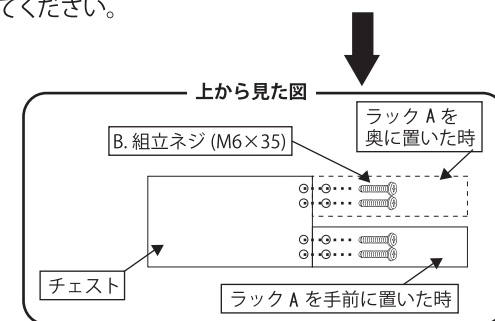 てください。
上から見た図
ラック A を
奥に置いた時
B. 組立ネジ (M6×35)
チェスト
ラック A を手前に置いた時